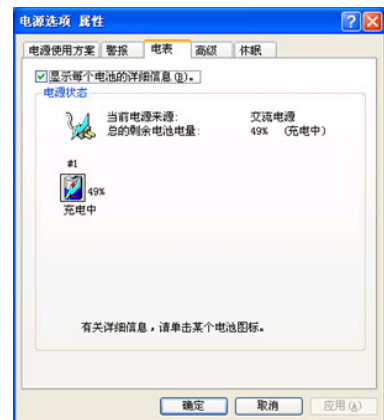 电源选项 属性
电源使用方案 警报 电表 高级 休眠
显示每个电池的详细信息(B)。
电源状态
当前电源来源: 交流电源
总的剩余电池电量: 49% (充电中)
#1
49%
充电中
有关详细信息，请单击某个电池图标。
确定 取消 应用(A)